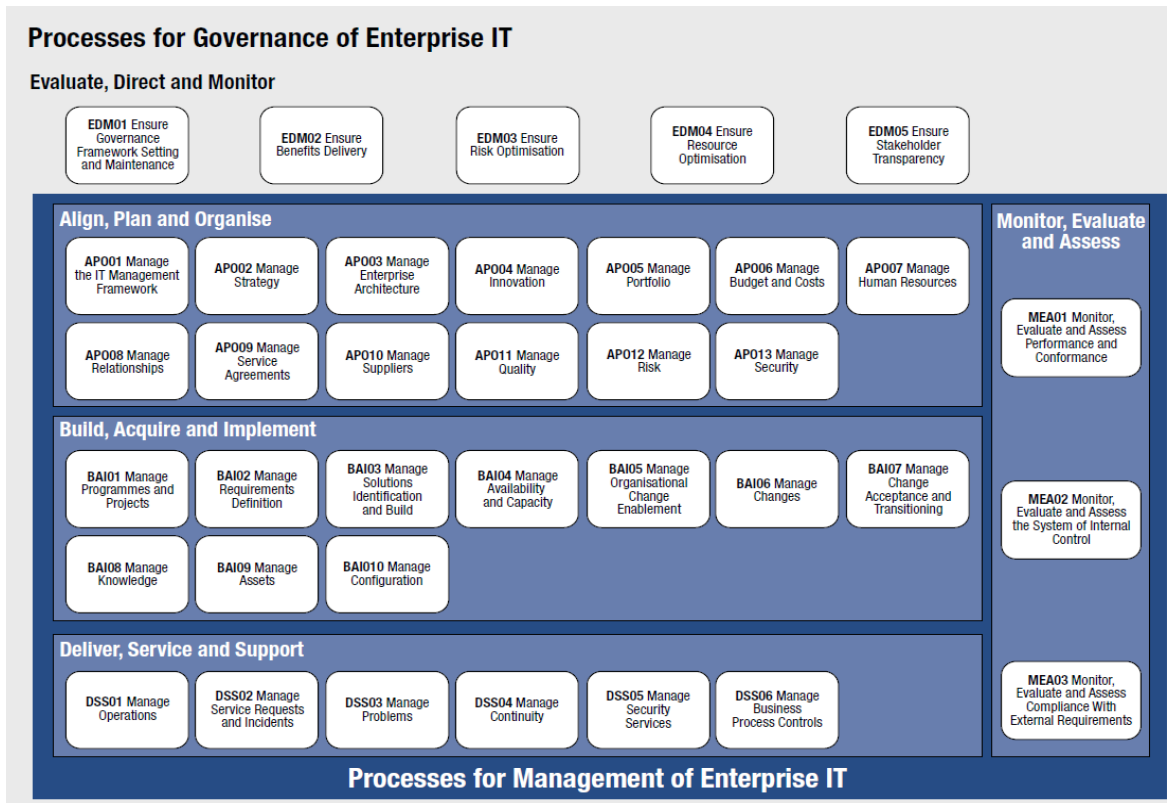 Processes for Governance of Enterprise IT
Evaluate, Direct and Monitor
EDM01 Ensure
Governance
Framework Setting
and Maintenance
EDM02 Ensure
Benefits Delivery
EDM03 Ensure
Risk Optimisation
EDM04 Ensure
Resource
Optimisation
EDM05 Ensure
Stakeholder
Transparency
Align, Plan and Organise
APO01 Manage
the IT Management
Framework
APO02 Manage
Strategy
APO03 Manage
Enterprise
Architecture
APO04 Manage
Innovation
APO05 Manage
Portfolio
APO06 Manage
Budget and Costs
APO07 Manage
Human Resources
APO08 Manage
Relationships
APO09 Manage
Service
Agreements
APO10 Manage
Suppliers
APO11 Manage
Quality
APO12 Manage
Risk
APO13 Manage
Security
Build, Acquire and Implement
BAI01 Manage
Programmes and
Projects
BAI02 Manage
Requirements
Definition
BAI03 Manage
Solutions
Identification
and Build
BAI04 Manage
Availability
and Capacity
BAI05 Manage
Organisational
Change
Enablement
BAI06 Manage
Changes
BAI07 Manage
Change
Acceptance and
Transitioning
BAI08 Manage
Knowledge
BAI09 Manage
Assets
BAI010 Manage
Configuration
Deliver, Service and Support
DSS01 Manage
Operations
DSS02 Manage
Service Requests
and Incidents
DSS03 Manage
Problems
DSS04 Manage
Continuity
DSS05 Manage
Security
Services
DSS06 Manage
Business
Process Controls
Monitor, Evaluate
and Assess
MEA01 Monitor,
Evaluate and Assess
Performance and
Conformance
MEA02 Monitor,
Evaluate and Assess
the System of Internal
Control
MEA03 Monitor,
Evaluate and Assess
Compliance With
External Requirements
Processes for Management of Enterprise IT